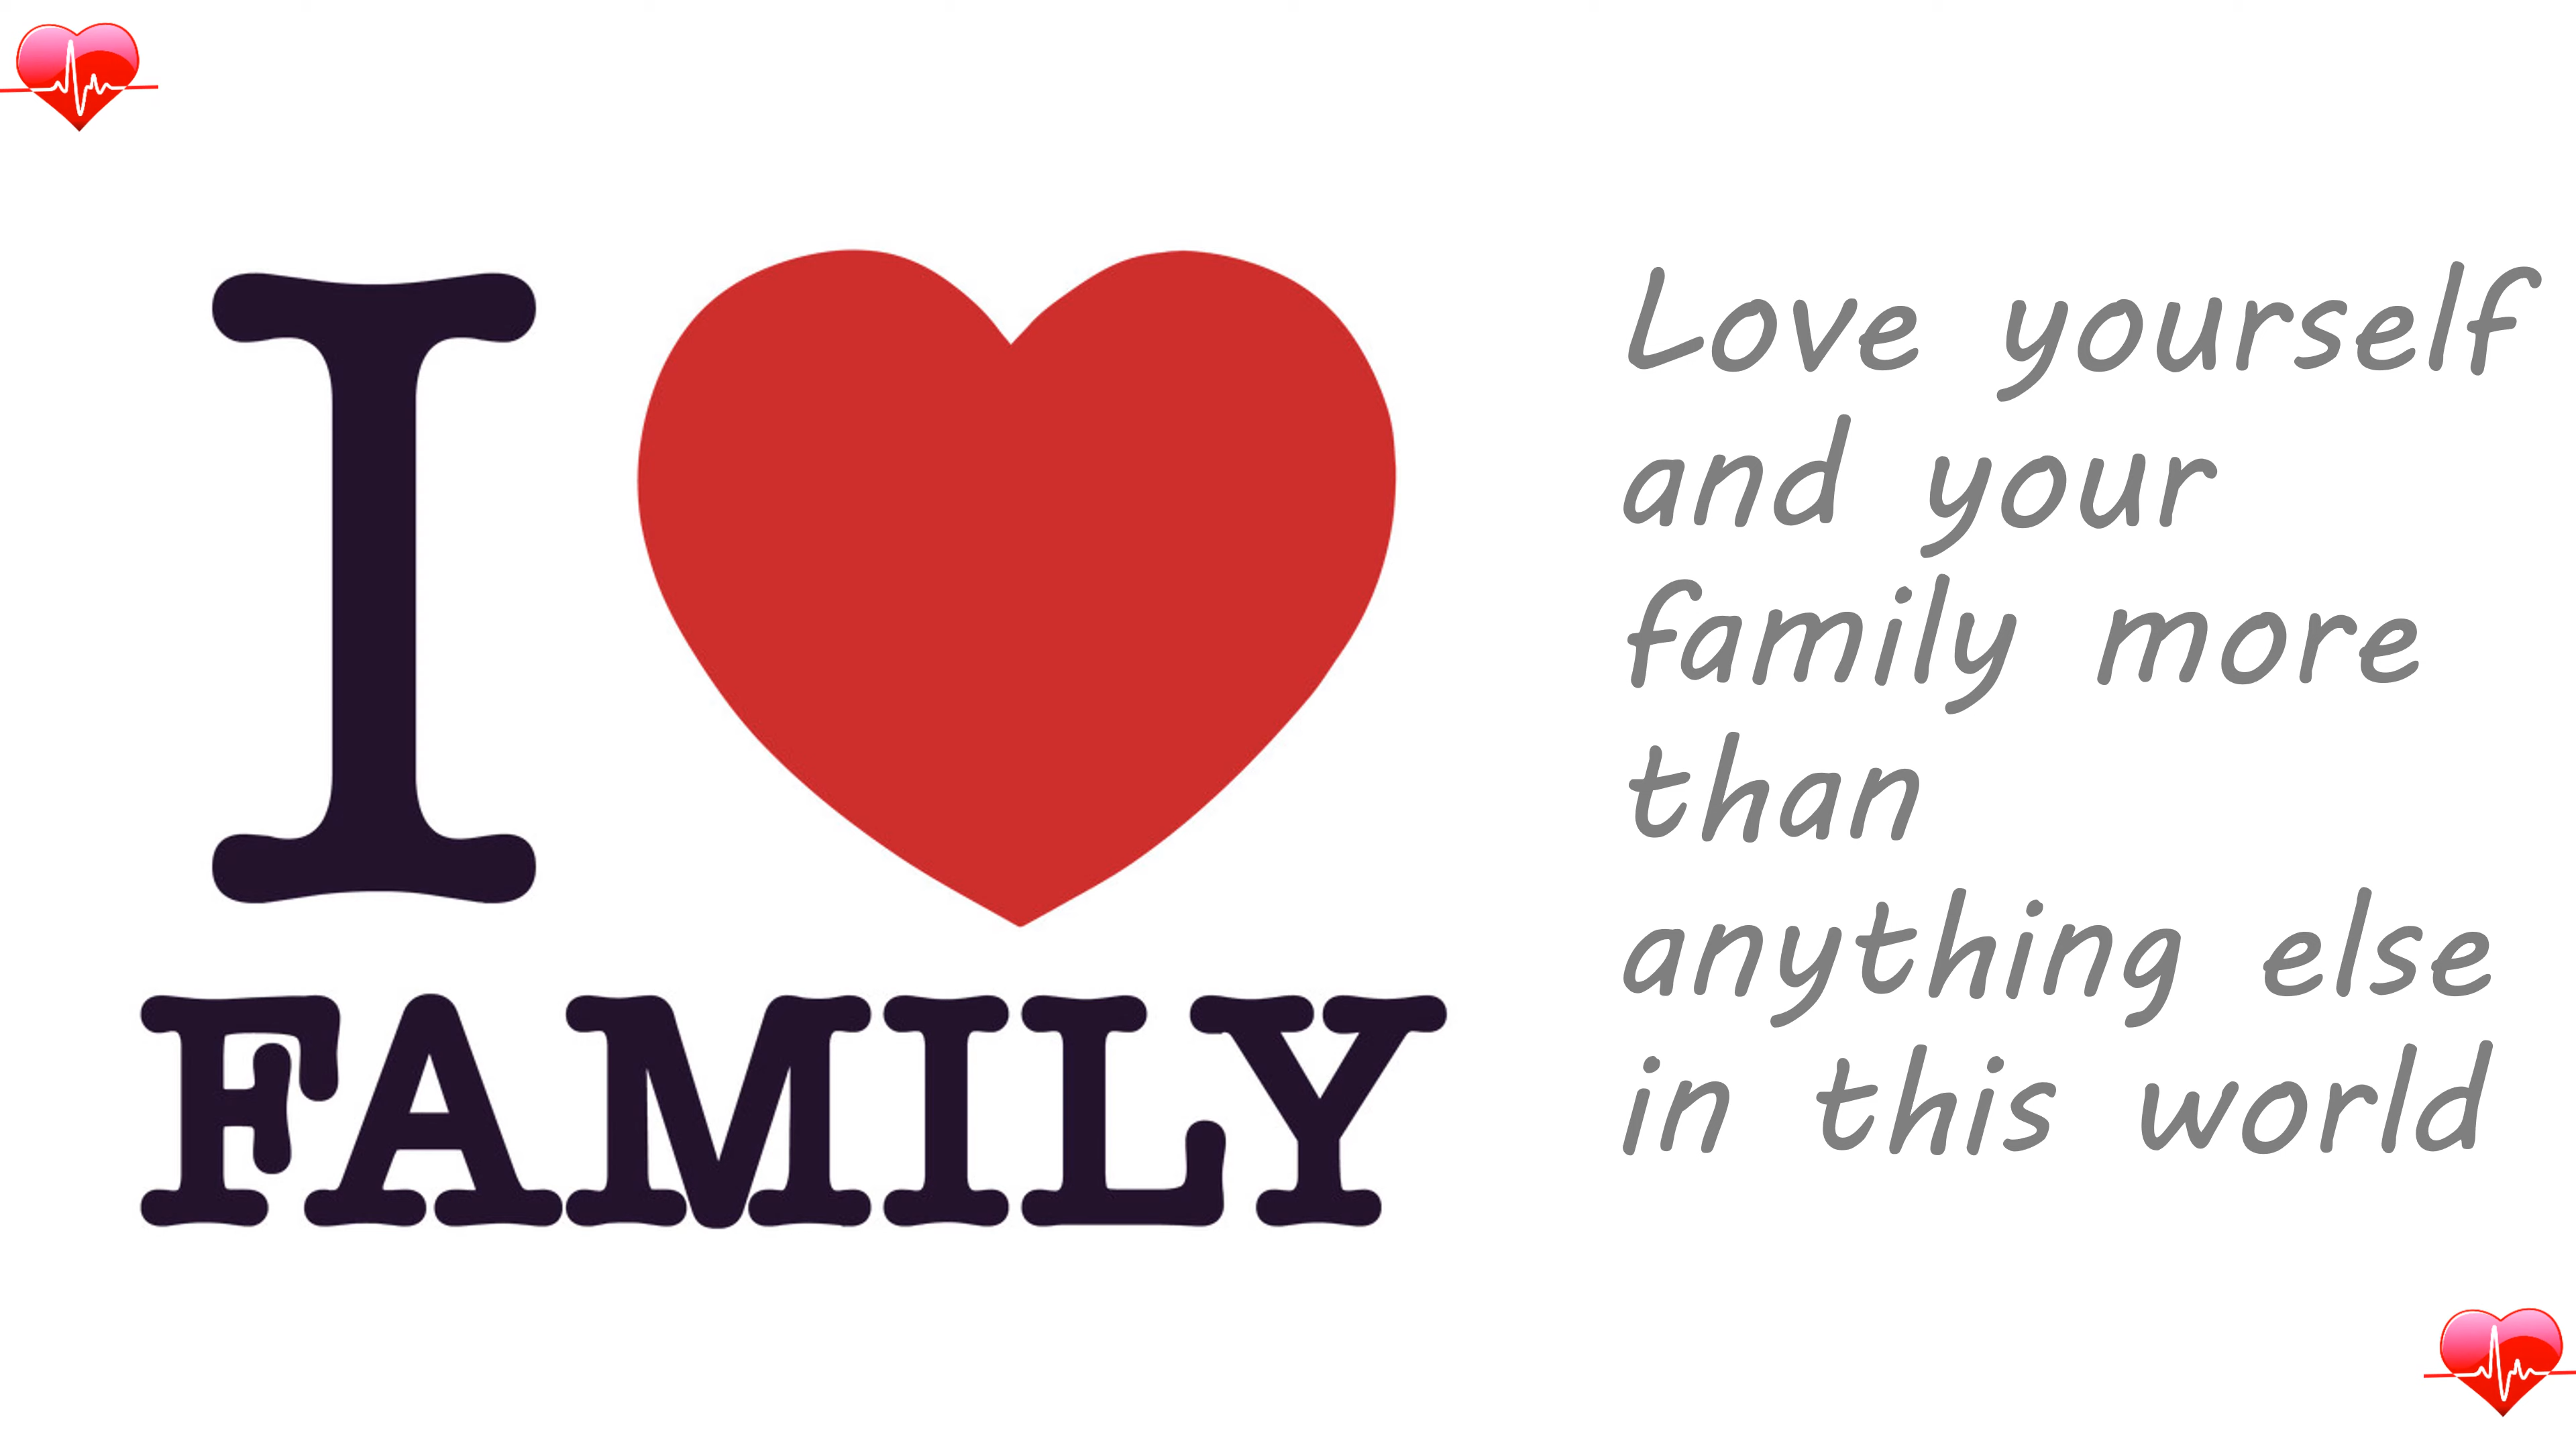 I
FAMILY
Love yourself
and your
family more
than
anything else
in this world